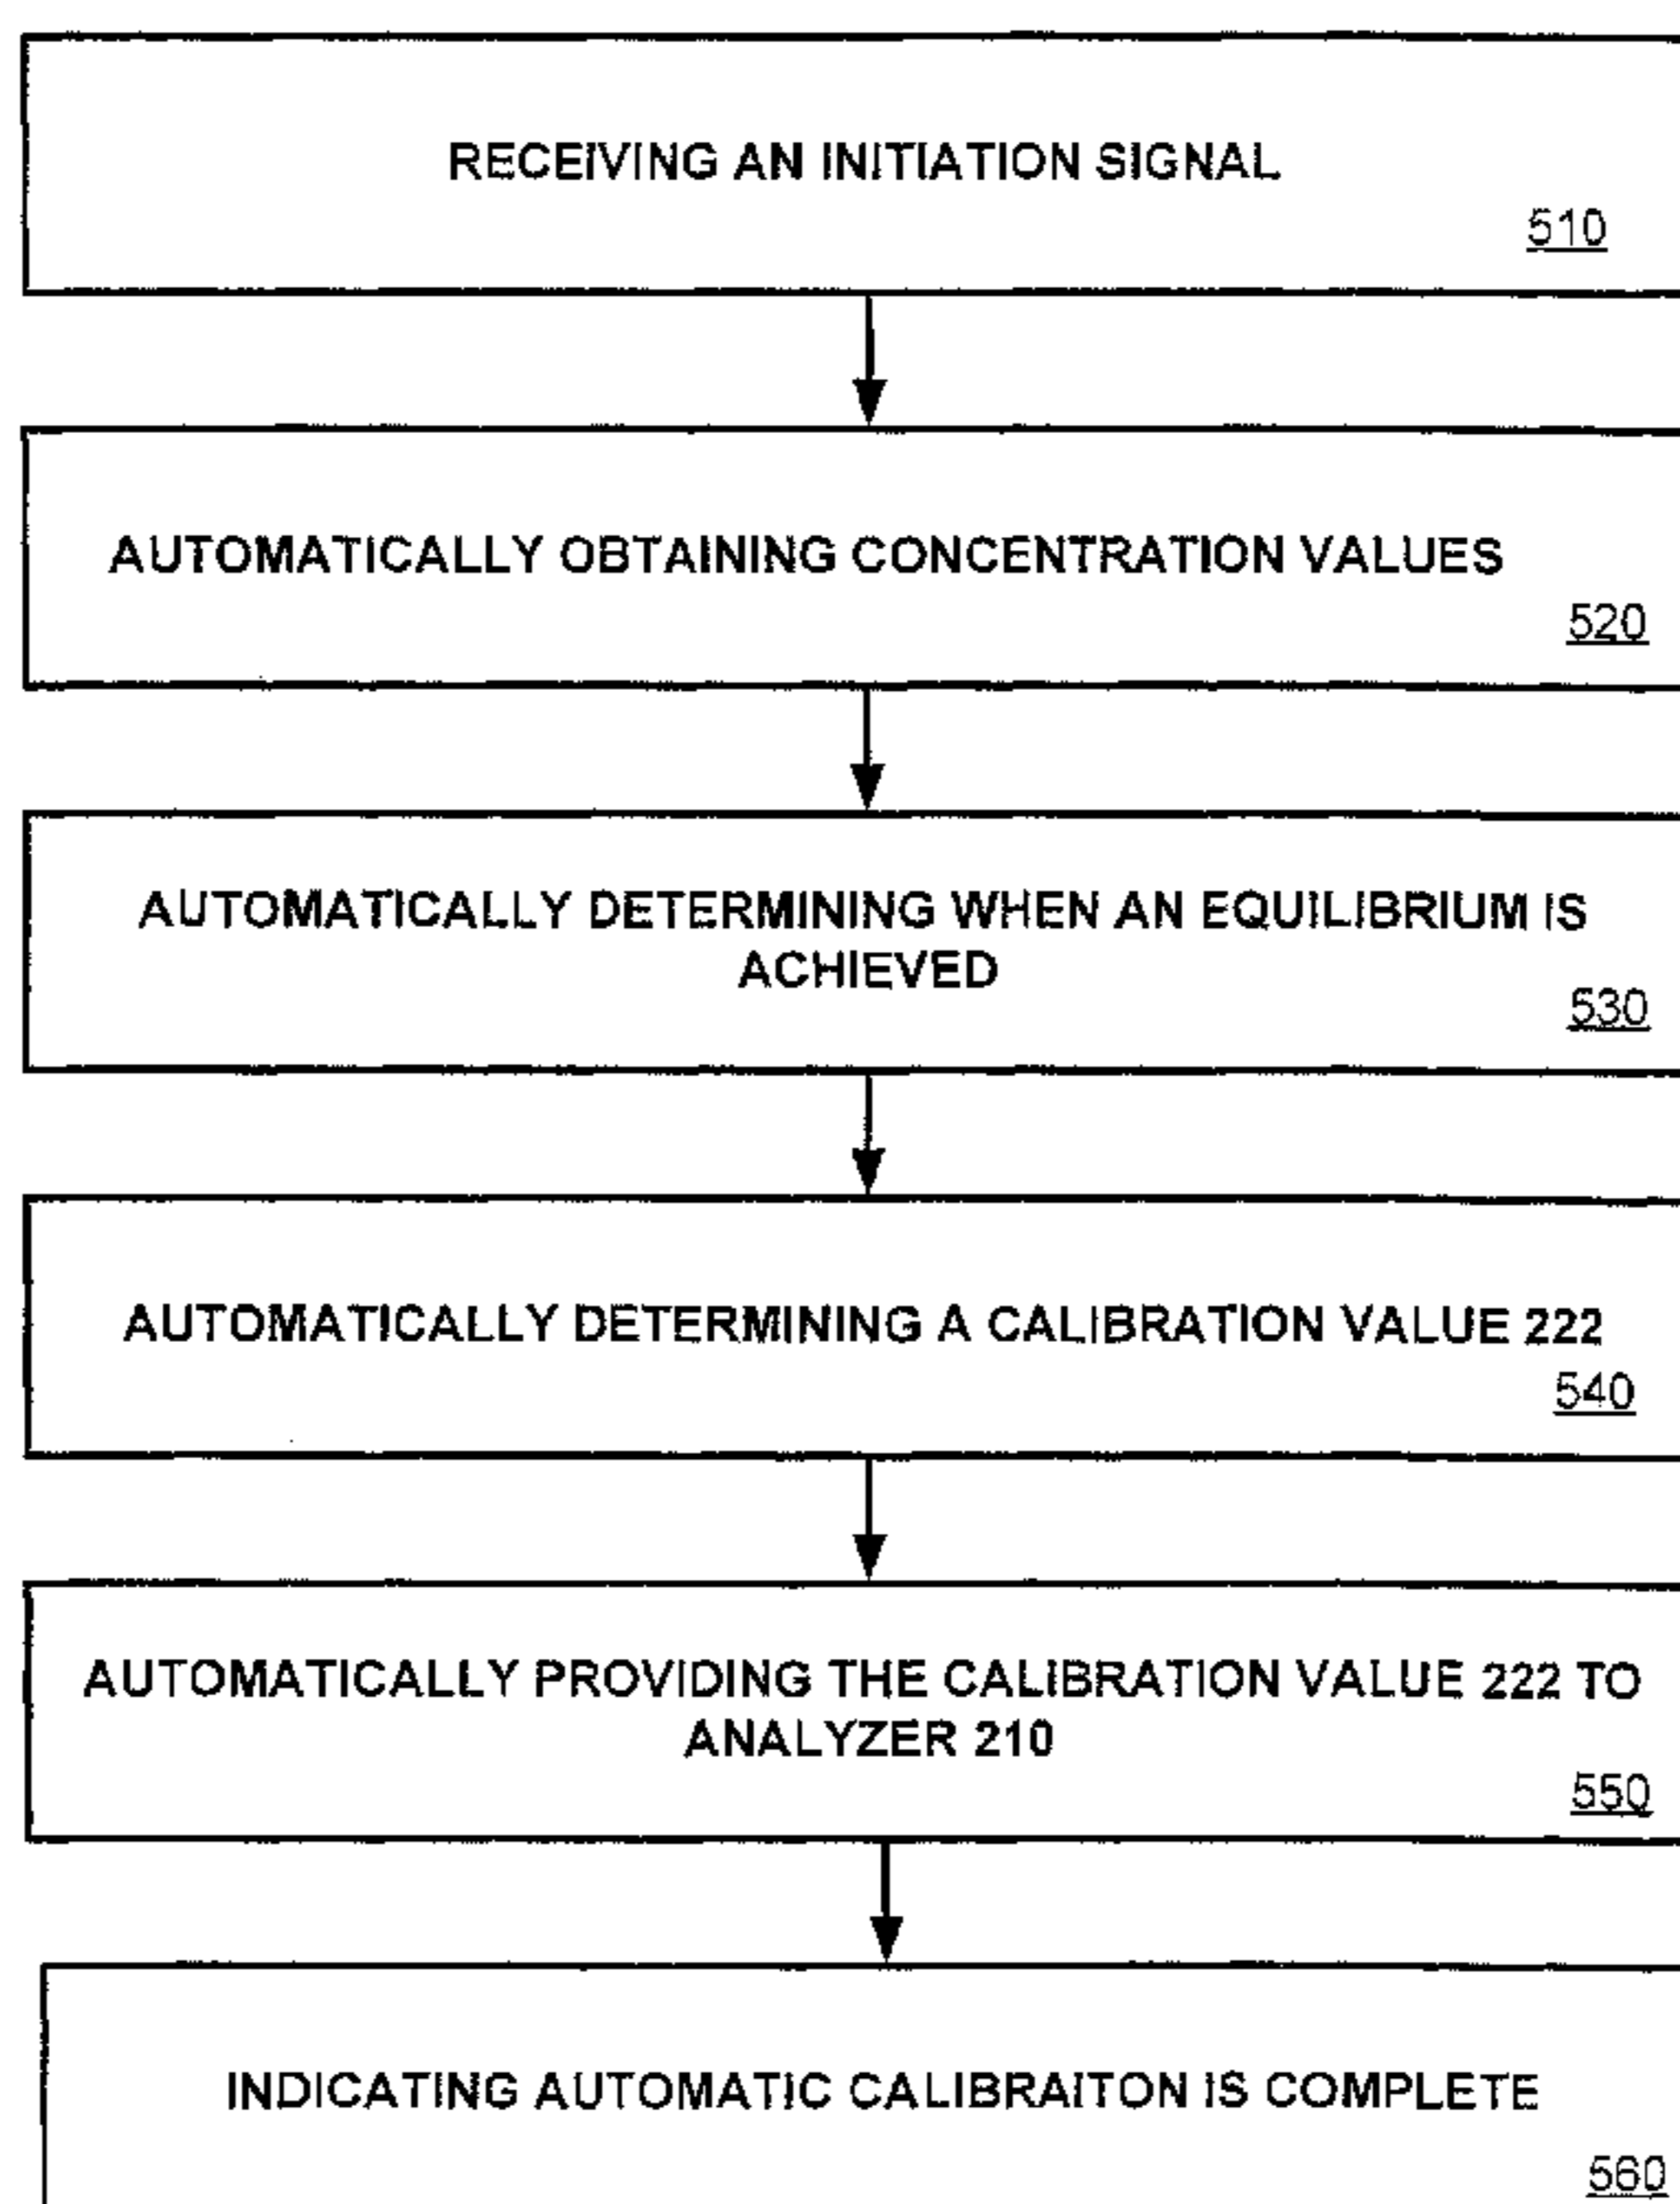 RECEIVING AN INITIATION SIGNAL
510
AUTOMATICALLY OBTAINING CONCENTRATION VALUES
520
AUTOMATICALLY DETERMINING WHEN AN EQUILIBRIUM IS
ACHIEVED
530
AUTOMATICALLY DETERMINING A CALIBRATION VALUE 222
540
AUTOMATICALLY PROVIDING THE CALIBRATION VALUE 222 TO
ANALYZER 210
550
INDICATING AUTOMATIC CALIBRAITON IS COMPLETE
560